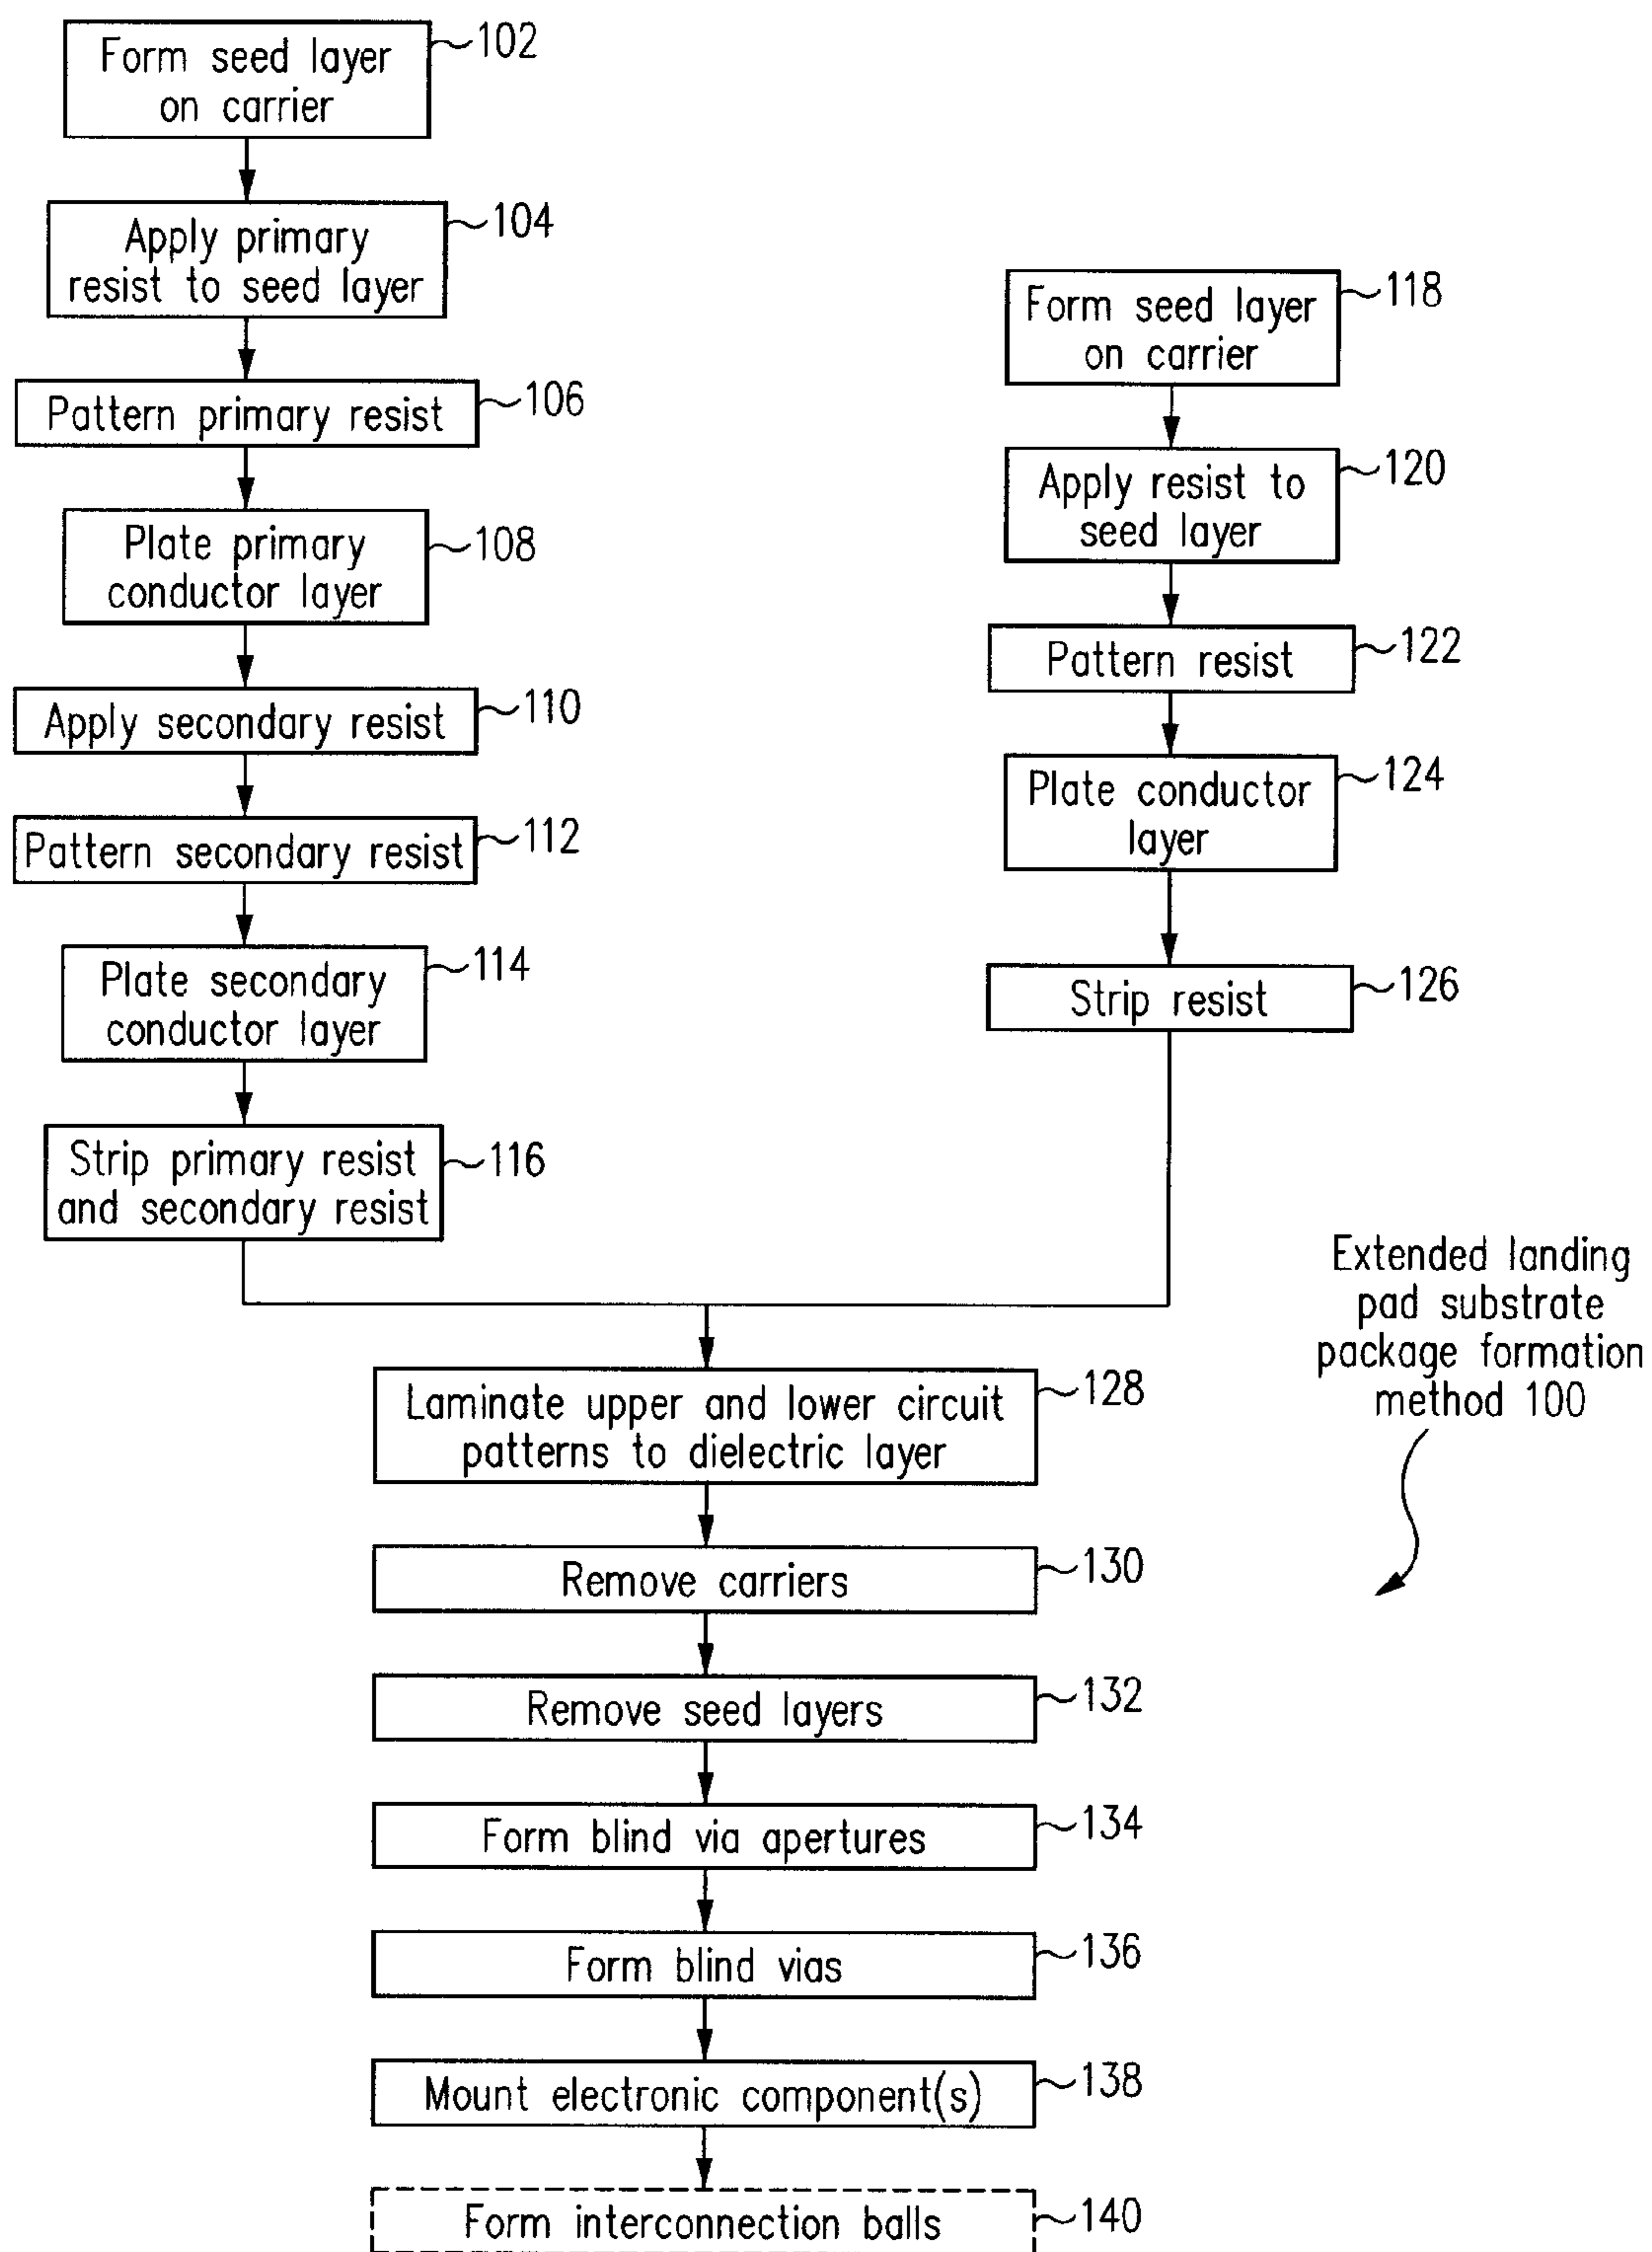 Form seed layer
on carrier
102
Apply primary
resist to seed layer
104
Pattern primary resist
106
Plate primary
conductor layer
108
Apply secondary resist
110
Pattern secondary resist
112
Plate secondary
conductor layer
114
Strip primary resist
and secondary resist
116
Form seed layer
on carrier
118
Apply resist to
seed layer
120
Pattern resist
122
Plate conductor
layer
124
Strip resist
126
Laminate upper and lower circuit
patterns to dielectric layer
128
Remove carriers
130
Remove seed layers
132
Form blind via apertures
134
Form blind vias
136
Mount electronic component(s)
138
Form interconnection balls
140
Extended landing
pad substrate
package formation
method 100